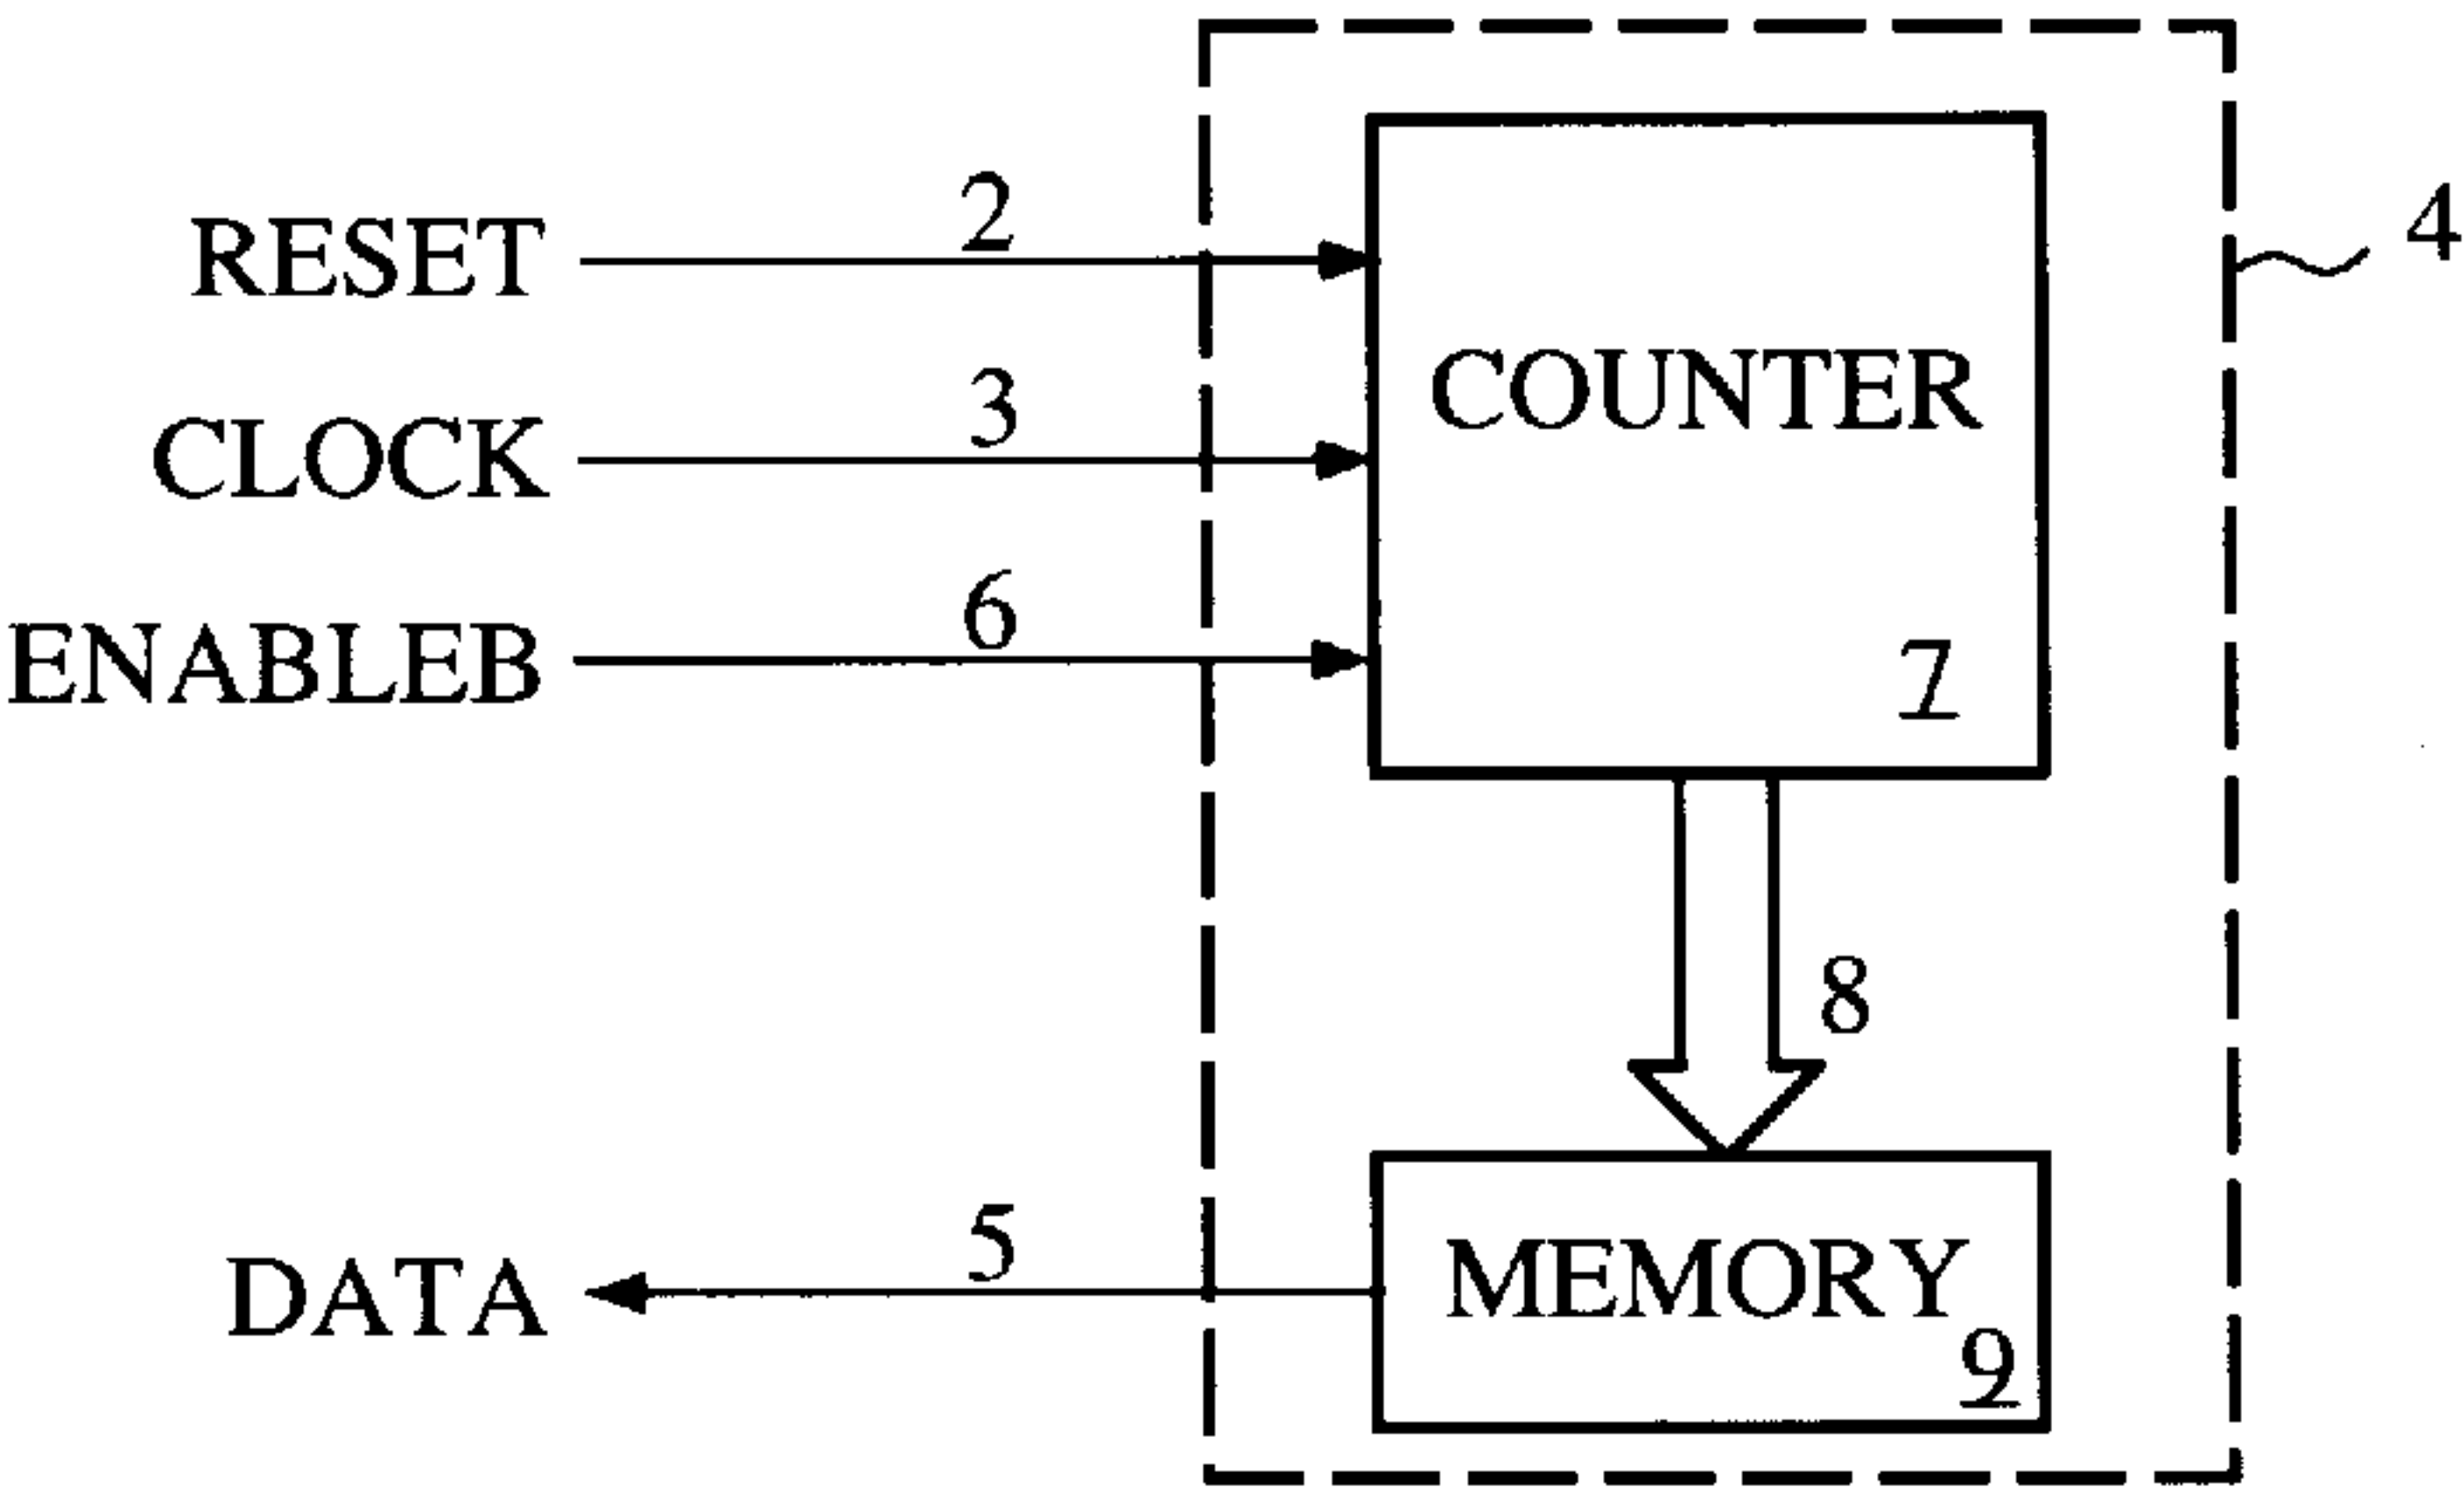 2
RESET
4
3
COUNTER
CLOCK
6
ENABLEB
7
8
5
MEMORY
DATA
9